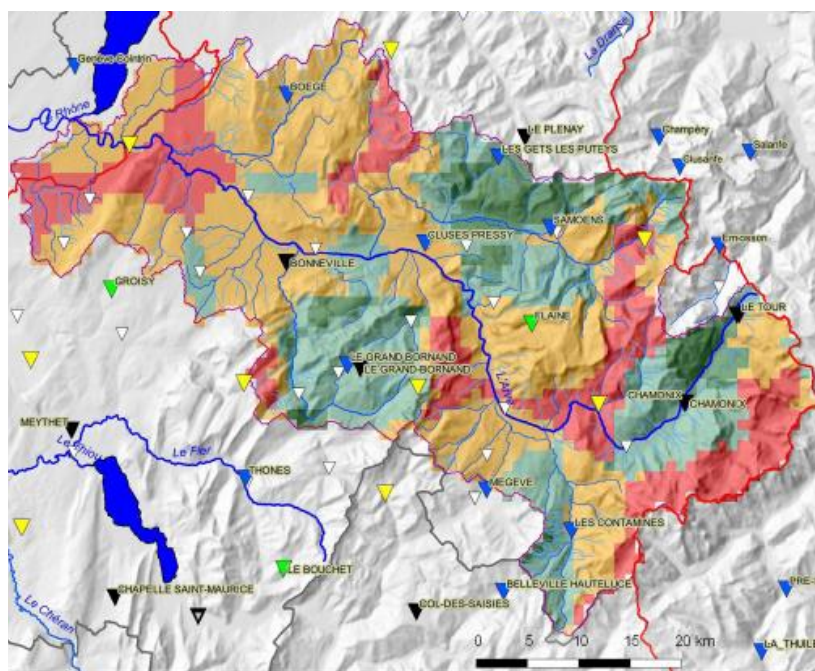 Genève-Cointrin
Le Rhône
BOEGE
La Dranse
LE PLENAY
LES GETS LES PUTEYS
Champéry
Clusanfe
Salanfe
SAMOENS
CLUSES PRESSY
Emosson
BONNEVILLE
GROISY
FLAINE
LE TOUR
LE GRAND BORNAND
LE GRAND-BORNAND
L'Arve
CHAMONIX
CHAMONIX
MEYTHET
Le Fier
THONES
MEGEVE
LES CONTAMINES
LE BOUCHET
CHAPELLE SAINT-MAURICE
BELLEVILLE HAUTELUCE
COL-DES-SAISIES
Le Chéran
LA_THUILE
0 5 10 20 km